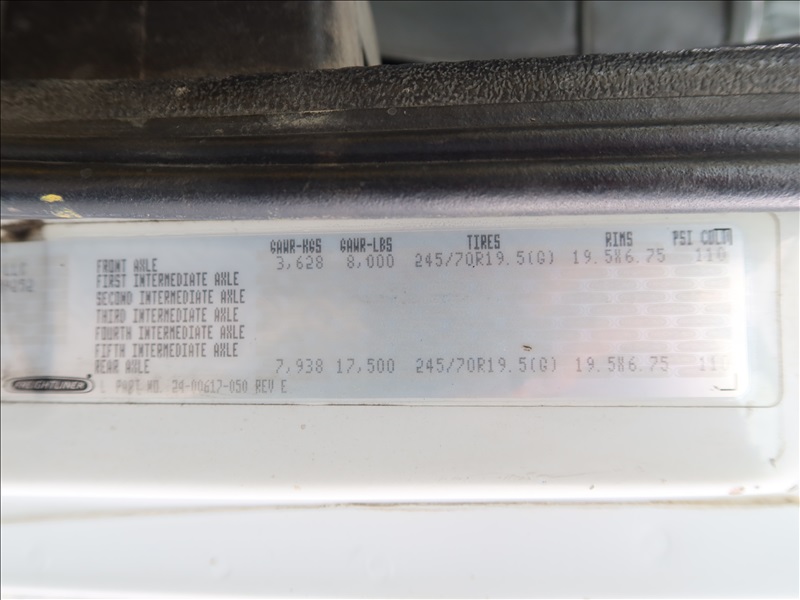 GAWR-KGS GAWR-LBS TIRES RIMS PSI COLD
FRONT AXLE 3,628 8,000 245/70R19.5(G) 19.5X6.75 110
FIRST INTERMEDIATE AXLE
SECOND INTERMEDIATE AXLE
THIRD INTERMEDIATE AXLE
FOURTH INTERMEDIATE AXLE
FIFTH INTERMEDIATE AXLE
REAR AXLE 7,938 17,500 245/70R19.5(G) 19.5X6.75 110
FREIGHTLINER PART NO. 24-00617-050 REV E